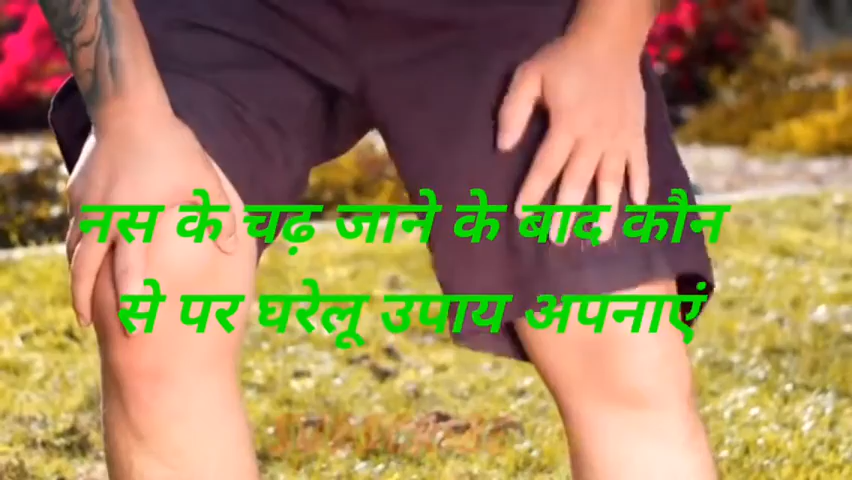 नस के चढ़ जाने के बाद कौन
से पर घरेलू उपाय अपनाएं